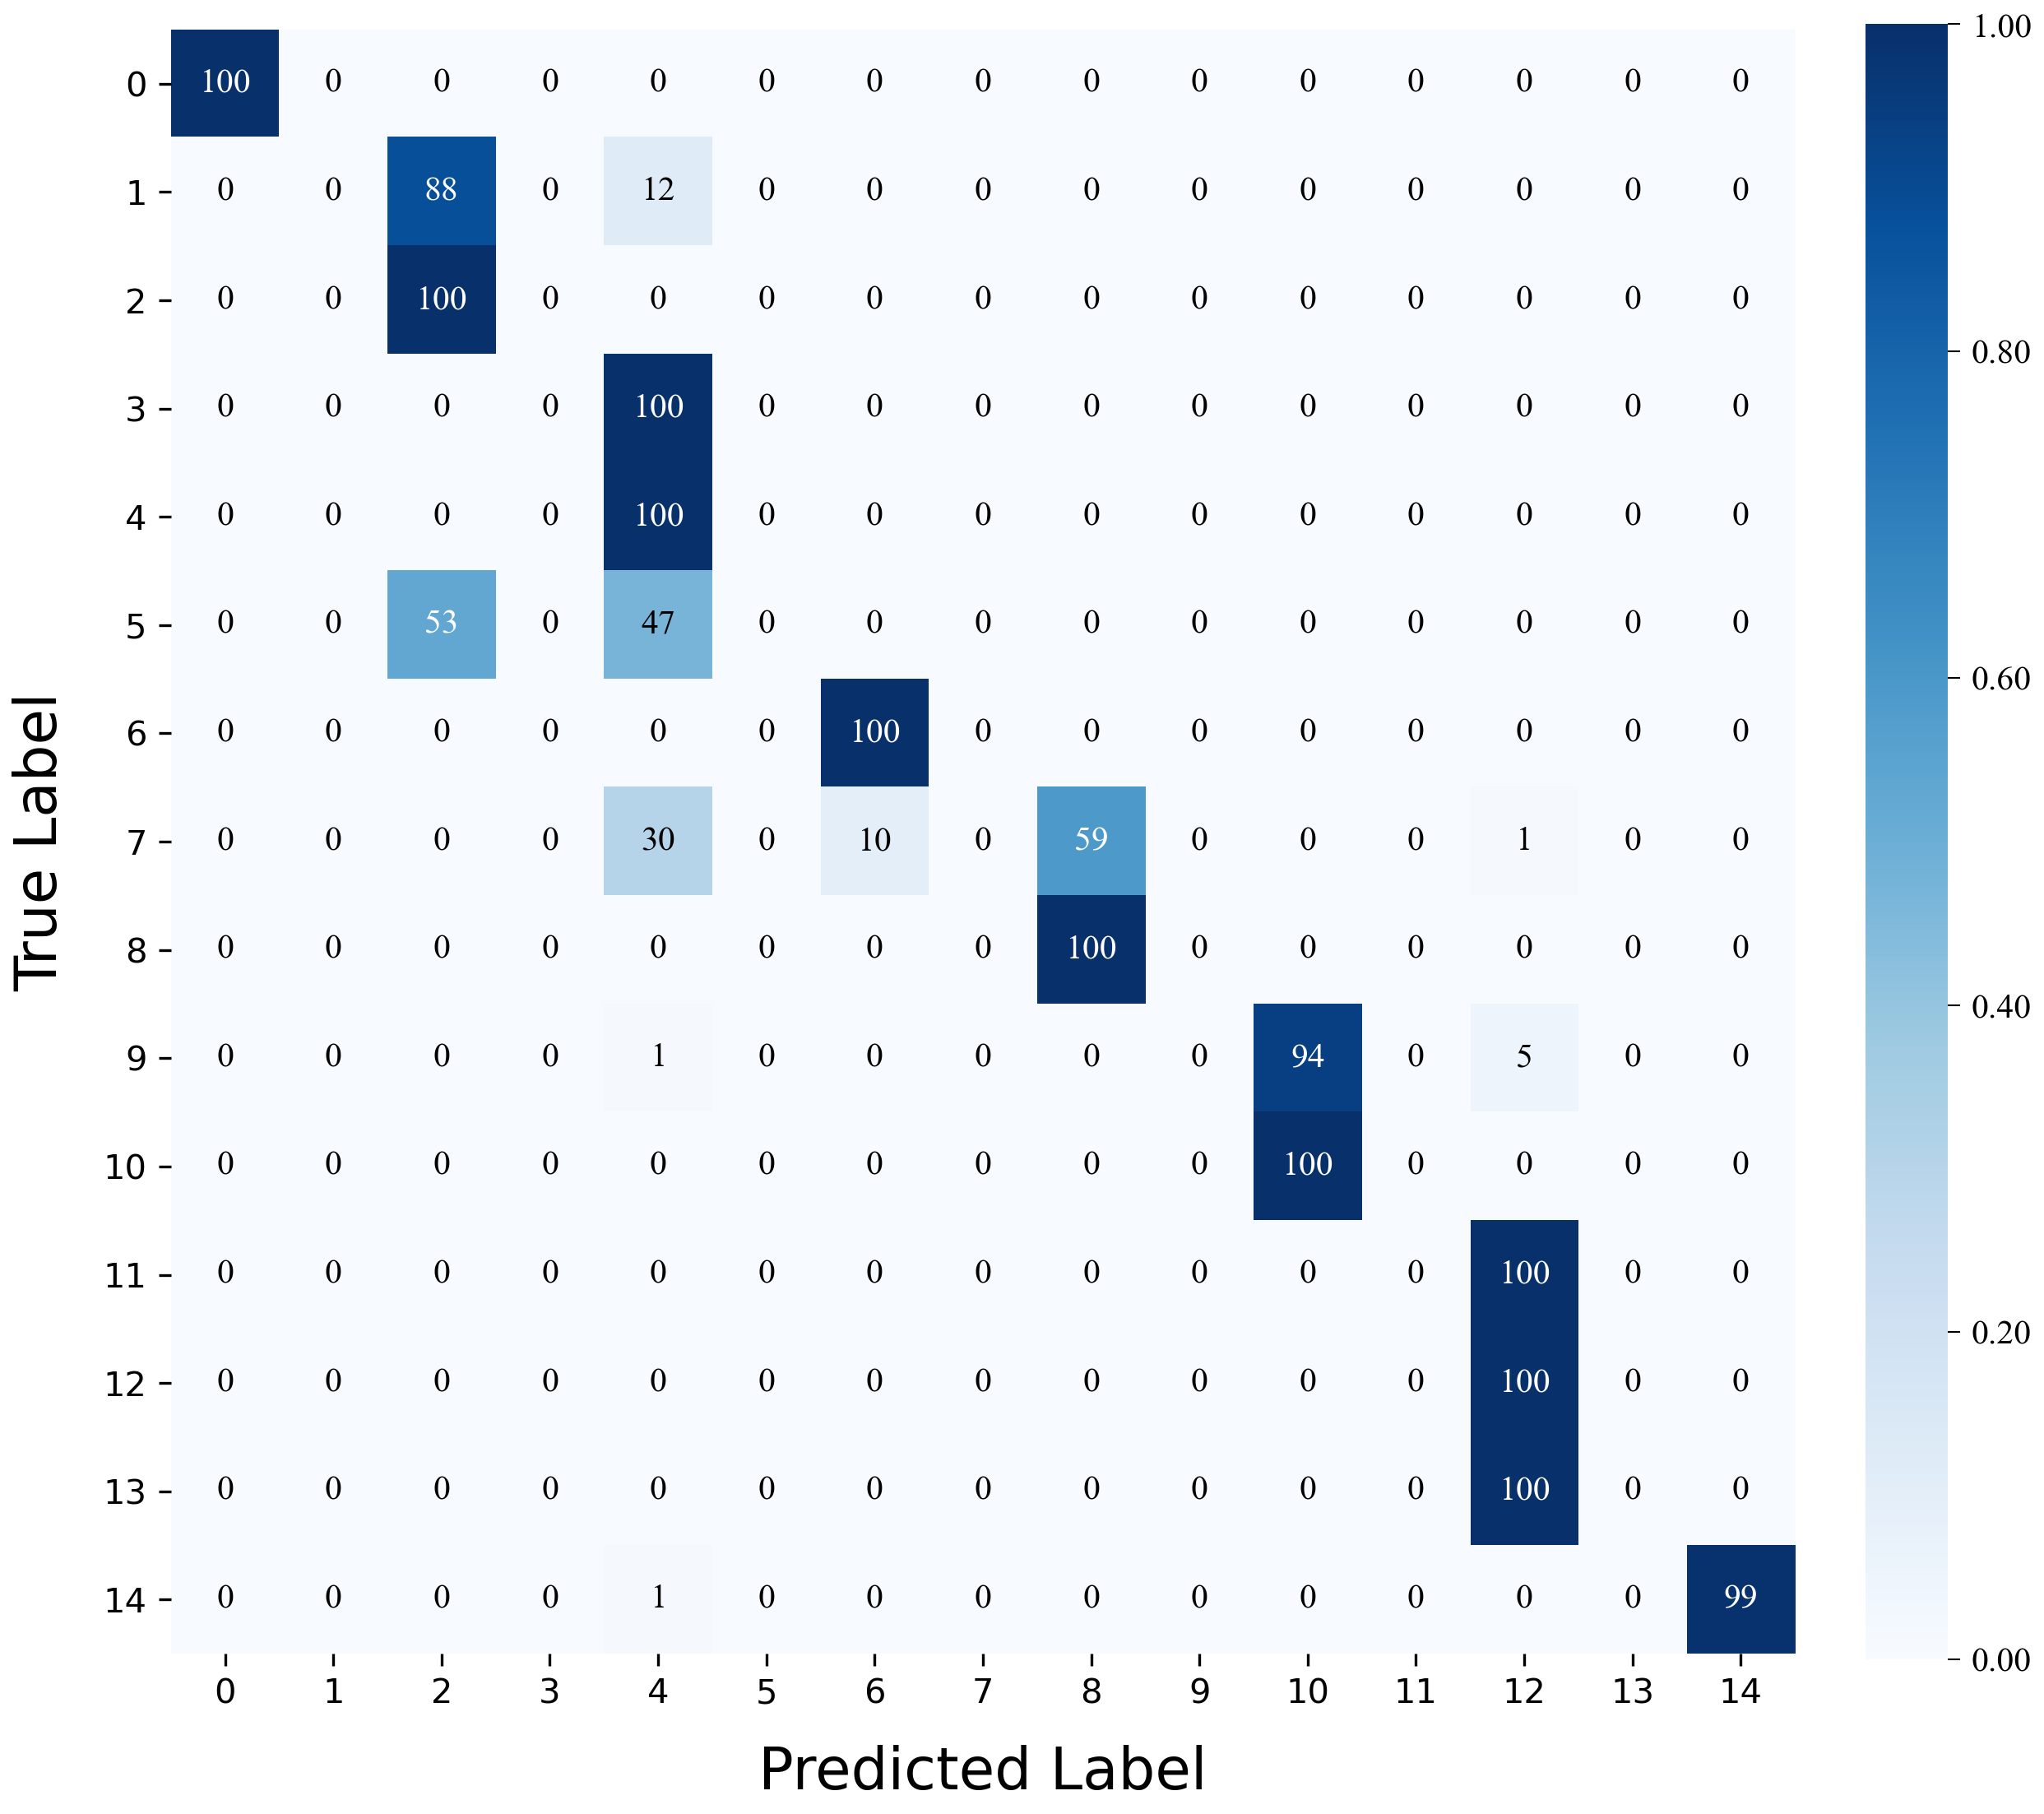 1.00
0 100 0 0 0 0 0 0 0 0 0 0 0 0 0 0
1 0 0 88 0 12 0 0 0 0 0 0 0 0 0 0
2 0 0 100 0 0 0 0 0 0 0 0 0 0 0 0
0.80
3 0 0 0 0 100 0 0 0 0 0 0 0 0 0 0
4 0 0 0 0 100 0 0 0 0 0 0 0 0 0 0
5 0 0 53 0 47 0 0 0 0 0 0 0 0 0 0
0.60
6 0 0 0 0 0 0 100 0 0 0 0 0 0 0 0
7 0 0 0 0 30 0 10 0 59 0 0 0 1 0 0
True Label
8 0 0 0 0 0 0 0 0 100 0 0 0 0 0 0
0.40
9 0 0 0 0 1 0 0 0 0 0 94 0 5 0 0
10 0 0 0 0 0 0 0 0 0 0 100 0 0 0 0
11 0 0 0 0 0 0 0 0 0 0 0 0 100 0 0
0.20
12 0 0 0 0 0 0 0 0 0 0 0 0 100 0 0
13 0 0 0 0 0 0 0 0 0 0 0 0 100 0 0
14 0 0 0 0 1 0 0 0 0 0 0 0 0 0 99
0.00
0 1 2 3 4 5 6 7 8 9 10 11 12 13 14
Predicted Label